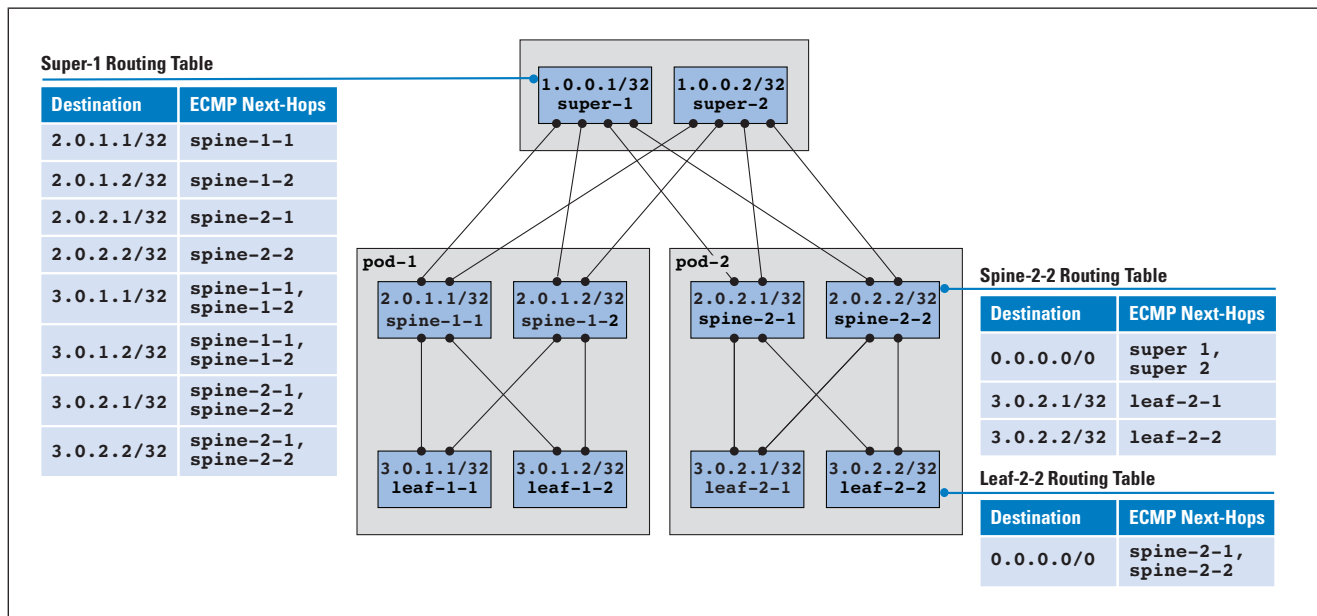 Super-1 Routing Table
Destination ECMP Next-Hops
2.0.1.1/32 spine-1-1
2.0.1.2/32 spine-1-2
2.0.2.1/32 spine-2-1
2.0.2.2/32 spine-2-2
3.0.1.1/32 spine-1-1,
spine-1-2
3.0.1.2/32 spine-1-1,
spine-1-2
3.0.2.1/32 spine-2-1,
spine-2-2
3.0.2.2/32 spine-2-1,
spine-2-2
1.0.0.1/32
super-1
1.0.0.2/32
super-2
pod-1
2.0.1.1/32
spine-1-1
2.0.1.2/32
spine-1-2
3.0.1.1/32
leaf-1-1
3.0.1.2/32
leaf-1-2
pod-2
2.0.2.1/32
spine-2-1
2.0.2.2/32
spine-2-2
3.0.2.1/32
leaf-2-1
3.0.2.2/32
leaf-2-2
Spine-2-2 Routing Table
Destination ECMP Next-Hops
0.0.0.0/0 super 1,
super 2
3.0.2.1/32 leaf-2-1
3.0.2.2/32 leaf-2-2
Leaf-2-2 Routing Table
Destination ECMP Next-Hops
0.0.0.0/0 spine-2-1,
spine-2-2